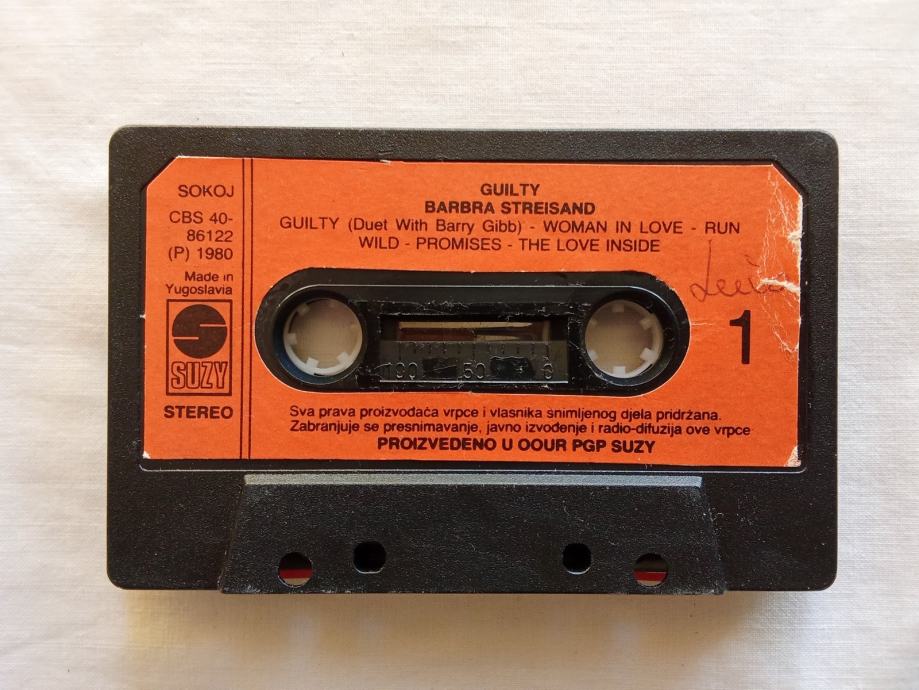 SOKOJ
CBS 40-
86122
(P) 1980
Made in
Yugoslavia
SUZY
STEREO
GUILTY
BARBRA STREISAND
GUILTY (Duet With Barry Gibb) - WOMAN IN LOVE - RUN
WILD - PROMISES - THE LOVE INSIDE
1
100 50 0
Sva prava proizvođača vrpce i vlasnika snimljenog djela pridržana.
Zabranjuje se presnimavanje, javno izvođenje i radio-difuzija ove vrpce
PROIZVEDENO U OOUR PGP SUZY